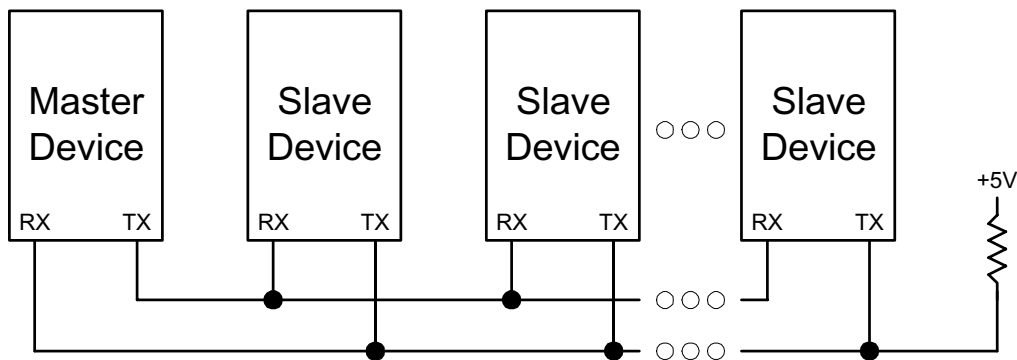 Master
Device
Slave
Device
Slave
Device
Slave
Device
+5V
RX TX
RX TX
RX TX
RX TX